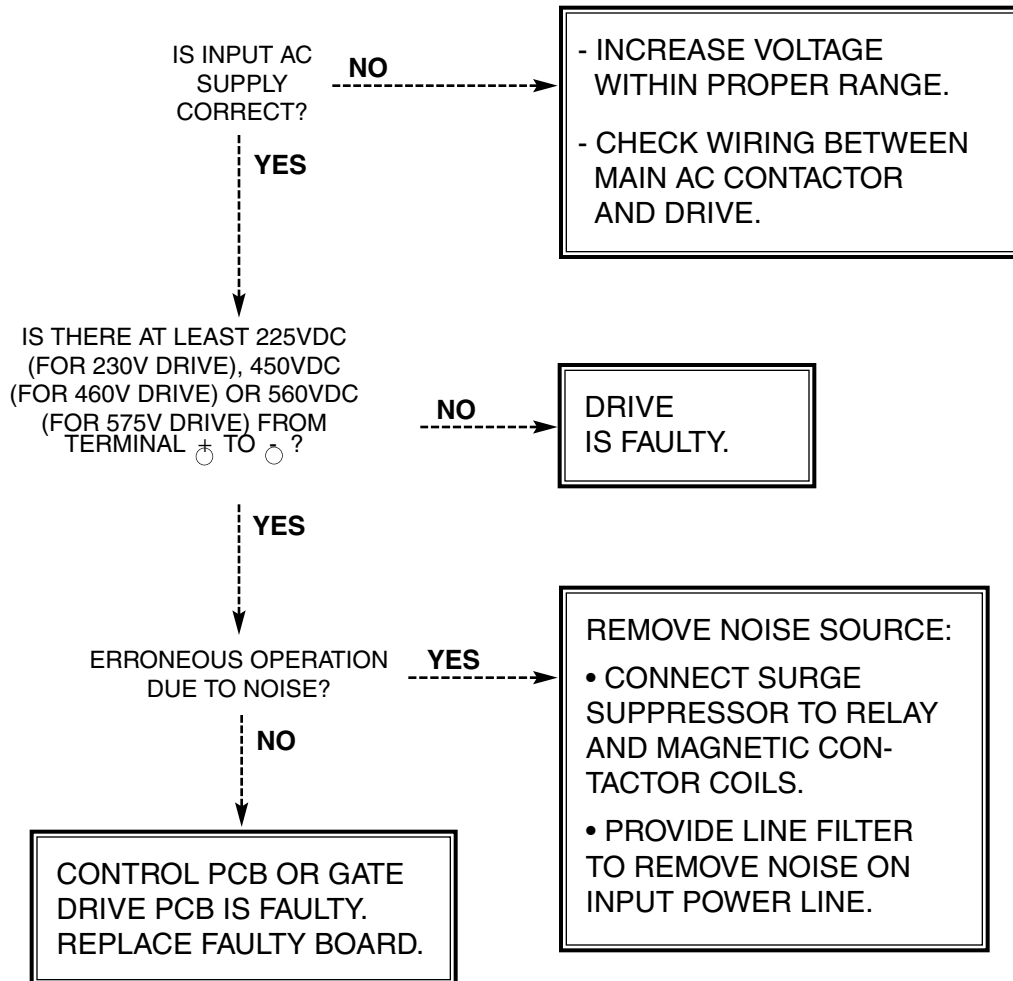 IS INPUT AC
SUPPLY
CORRECT?
NO
- INCREASE VOLTAGE
WITHIN PROPER RANGE.
- CHECK WIRING BETWEEN
MAIN AC CONTACTOR
AND DRIVE.
YES
IS THERE AT LEAST 225VDC
(FOR 230V DRIVE), 450VDC
(FOR 460V DRIVE) OR 560VDC
(FOR 575V DRIVE) FROM
TERMINAL + TO - ?
NO
DRIVE
IS FAULTY.
YES
ERRONEOUS OPERATION
DUE TO NOISE?
YES
REMOVE NOISE SOURCE:
• CONNECT SURGE
SUPPRESSOR TO RELAY
AND MAGNETIC CON-
TACTOR COILS.
• PROVIDE LINE FILTER
TO REMOVE NOISE ON
INPUT POWER LINE.
NO
CONTROL PCB OR GATE
DRIVE PCB IS FAULTY.
REPLACE FAULTY BOARD.